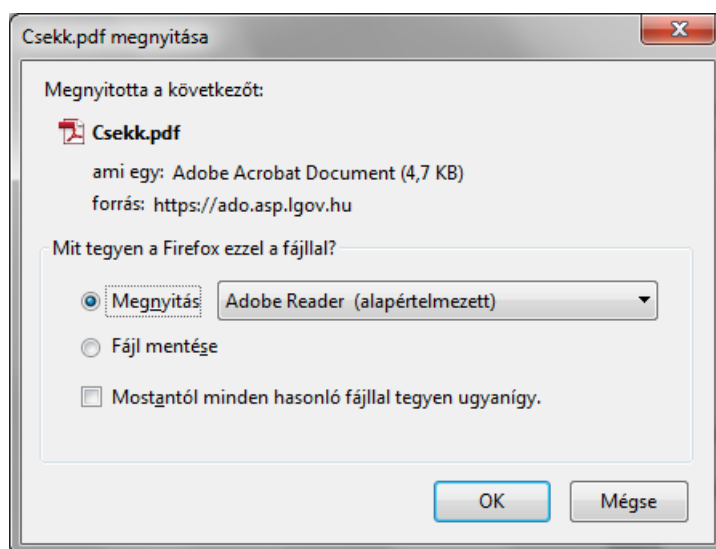 Csekk.pdf megnyitása
Megnyitotta a következőt:
Csekk.pdf
ami egy: Adobe Acrobat Document (4,7 KB)
forrás: https://ado.asp.lgov.hu
Mit tegyen a Firefox ezzel a fájllal?
Megnyitás Adobe Reader (alapértelmezett)
Fájl mentése
Mostantól minden hasonló fájllal tegyen ugyanígy.
OK Mégse